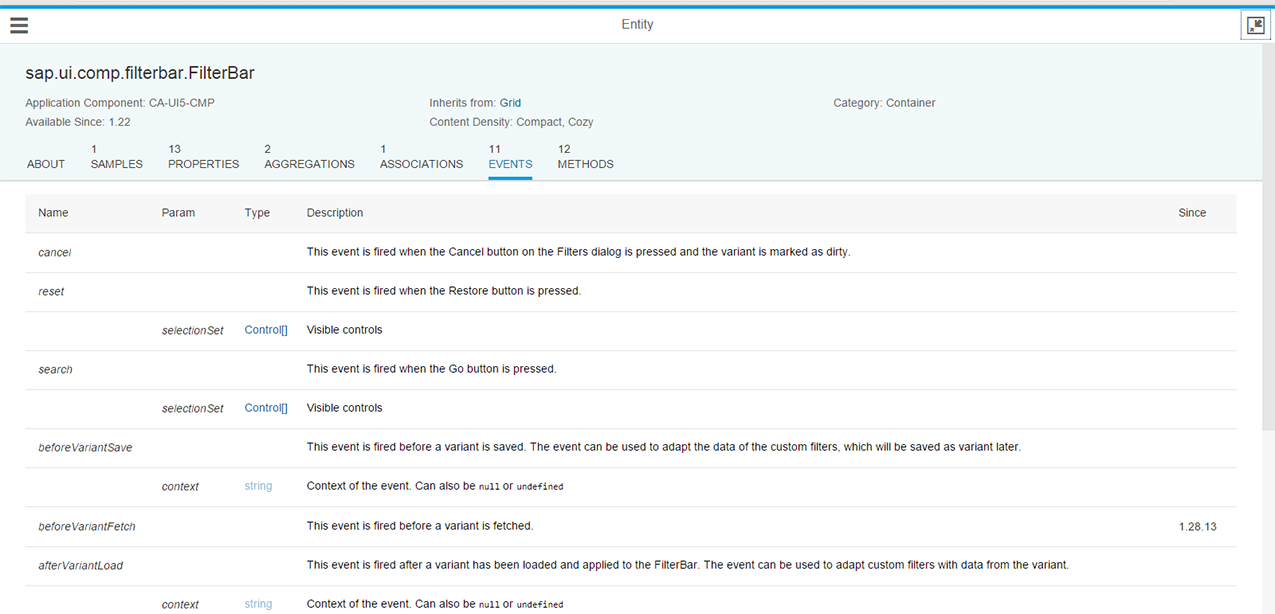 Entity
sap.ui.comp.filterbar.FilterBar
Application Component: CA-UI5-CMP Inherits from: Grid Category: Container
Available Since: 1.22 Content Density: Compact, Cozy
1 13 2 1 11 12
ABOUT SAMPLES PROPERTIES AGGREGATIONS ASSOCIATIONS EVENTS METHODS
Name Param Type Description Since
cancel This event is fired when the Cancel button on the Filters dialog is pressed and the variant is marked as dirty.
reset This event is fired when the Restore button is pressed.
selectionSet Control[] Visible controls
search This event is fired when the Go button is pressed.
selectionSet Control[] Visible controls
beforeVariantSave This event is fired before a variant is saved. The event can be used to adapt the data of the custom filters, which will be saved as variant later.
context string Context of the event. Can also be null or undefined
beforeVariantFetch This event is fired before a variant is fetched. 1.28.13
afterVariantLoad This event is fired after a variant has been loaded and applied to the FilterBar. The event can be used to adapt custom filters with data from the variant.
context string Context of the event. Can also be null or undefined